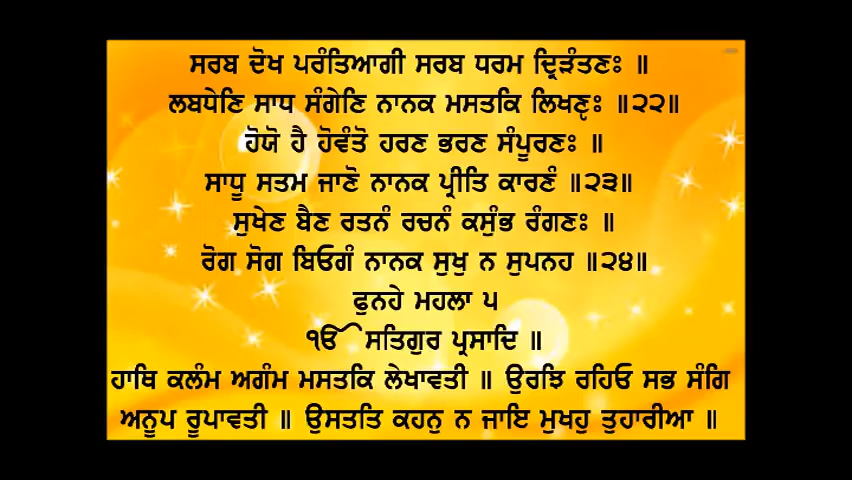 ਸਰਬ ਦੋਖ ਪਰੰਤਿਆਗੀ ਸਰਬ ਧਰਮ ਦ੍ਰਿੜੰਤਣਃ ॥
ਲਬਧੇਣਿ ਸਾਧ ਸੰਗੇਣਿ ਨਾਨਕ ਮਸਤਕਿ ਲਿਖਣੵਃ ॥੨੨॥
ਹੋਯੋ ਹੈ ਹੋਵੰਤੋ ਹਰਣ ਭਰਣ ਸੰਪੂਰਣਃ ॥
ਸਾਧੂ ਸਤਮ ਜਾਣੋ ਨਾਨਕ ਪ੍ਰੀਤਿ ਕਾਰਣੰ ॥੨੩॥
ਸੁਖੇਣ ਬੈਣ ਰਤਨੰ ਰਚਨੰ ਕਸੁੰਭ ਰੰਗਣਃ ॥
ਰੋਗ ਸੋਗ ਬਿਓਗੰ ਨਾਨਕ ਸੁਖੁ ਨ ਸੁਪਨਹ ॥੨੪॥
ਫੁਨਹੇ ਮਹਲਾ ੫
ੴ ਸਤਿਗੁਰ ਪ੍ਰਸਾਦਿ ॥
ਹਾਥਿ ਕਲੰਮ ਅਗੰਮ ਮਸਤਕਿ ਲੇਖਾਵਤੀ ॥ ਉਰਝਿ ਰਹਿਓ ਸਭ ਸੰਗਿ
ਅਨੂਪ ਰੂਪਾਵਤੀ ॥ ਉਸਤਤਿ ਕਹਨੁ ਨ ਜਾਇ ਮੁਖਹੁ ਤੁਹਾਰੀਆ ॥